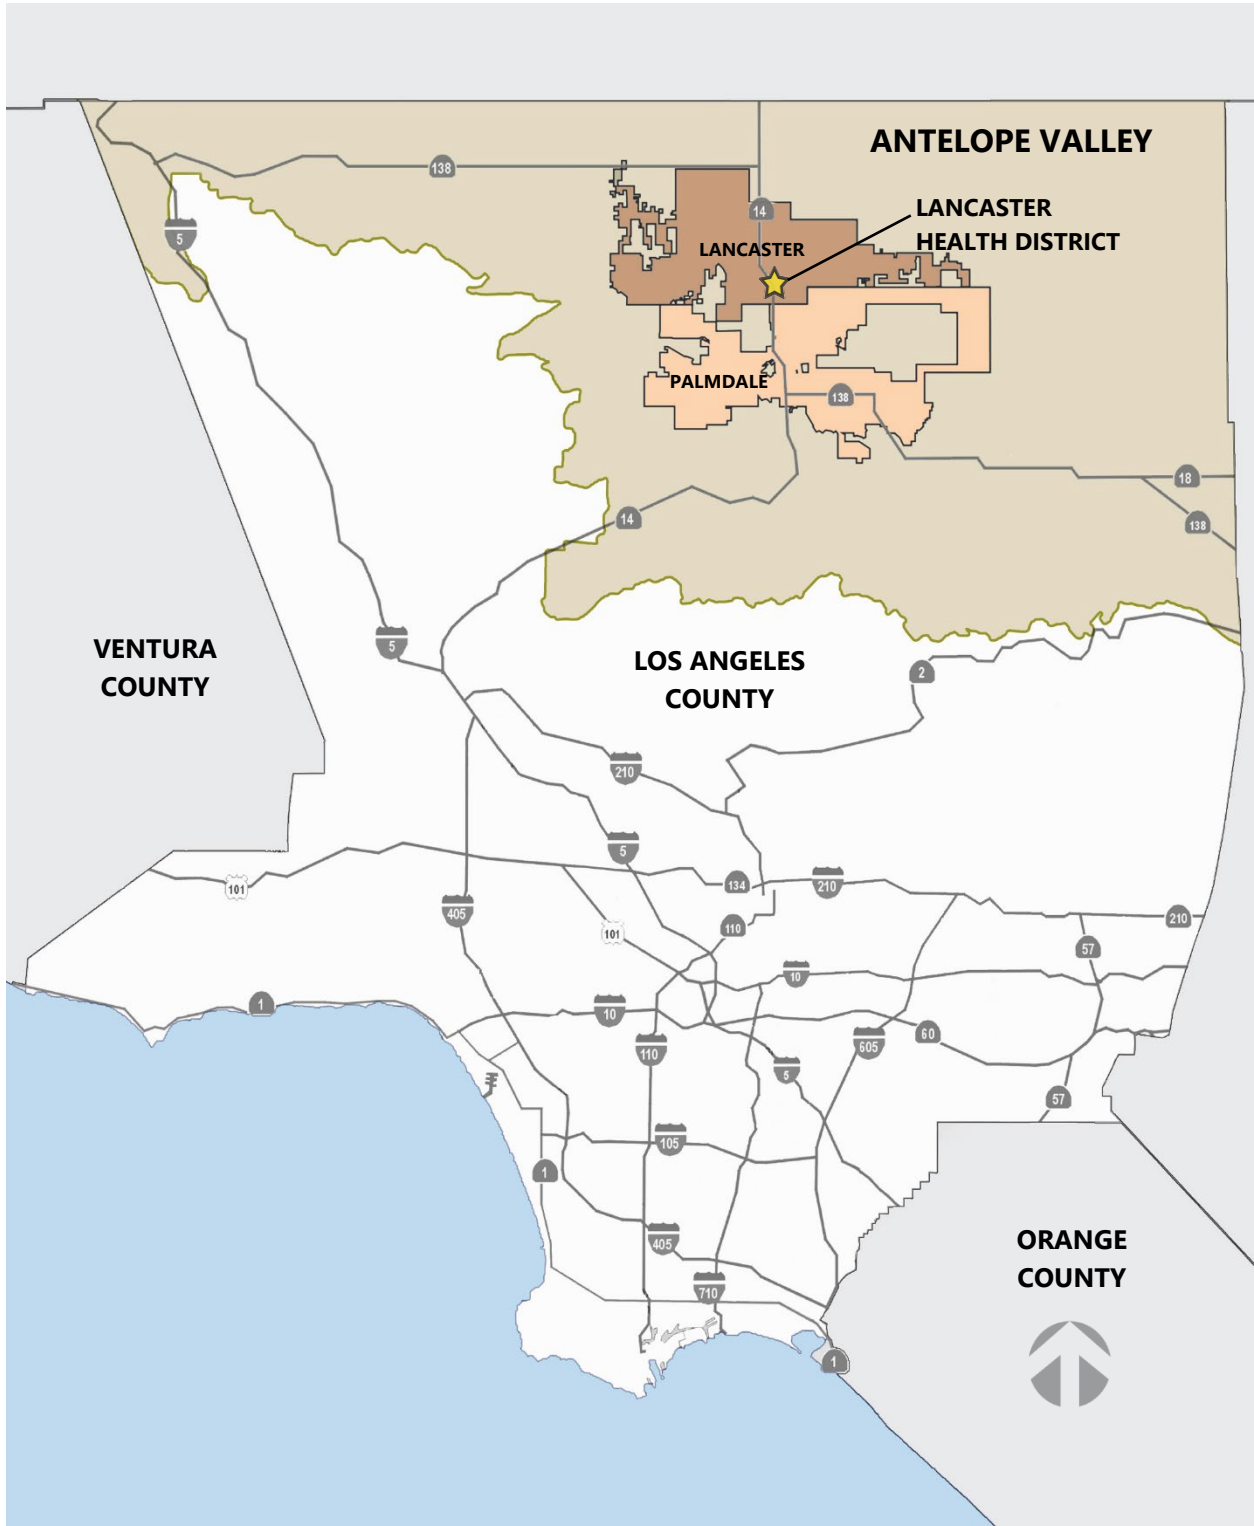 ANTELOPE VALLEY
138
14
LANCASTER
HEALTH DISTRICT
5
LANCASTER
PALMDALE
138
18
14
138
5
VENTURA
COUNTY
LOS ANGELES
COUNTY
2
210
5
134
210
101
405
101
110
210
57
10
1
10
110
605
60
5
57
105
1
405
710
ORANGE
COUNTY
1